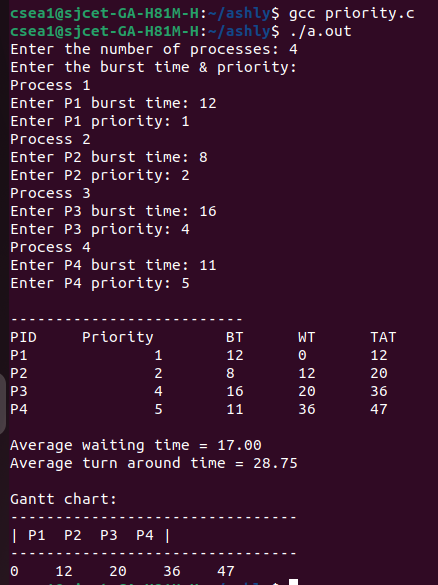 csea1@sjcet-GA-H81M-H:~/ashly$ gcc priority.c
csea1@sjcet-GA-H81M-H:~/ashly$ ./a.out
Enter the number of processes: 4
Enter the burst time & priority:
Process 1
Enter P1 burst time: 12
Enter P1 priority: 1
Process 2
Enter P2 burst time: 8
Enter P2 priority: 2
Process 3
Enter P3 burst time: 16
Enter P3 priority: 4
Process 4
Enter P4 burst time: 11
Enter P4 priority: 5
--------------------------
PID     Priority        BT      WT      TAT
P1              1       12      0       12
P2              2       8       12      20
P3              4       16      20      36
P4              5       11      36      47
Average waiting time = 17.00
Average turn around time = 28.75
Gantt chart:
--------------------------------
| P1  P2  P3  P4 |
--------------------------------
0    12    20    36    47